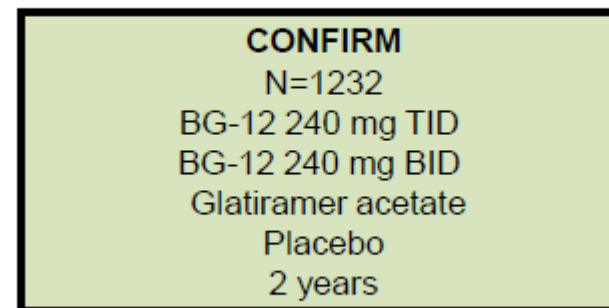 CONFIRM
N=1232
BG-12 240 mg TID
BG-12 240 mg BID
Glatiramer acetate
Placebo
2 years